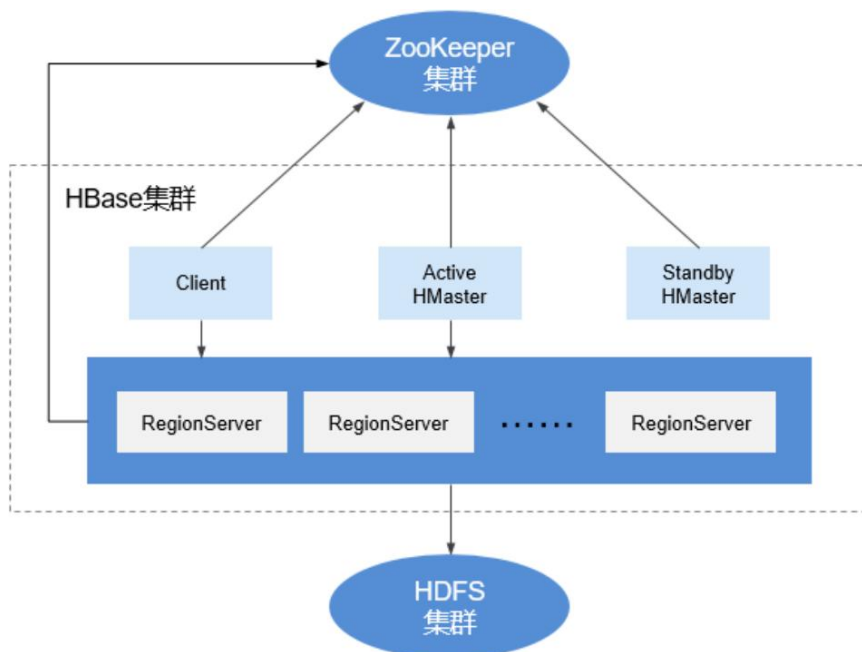 ZooKeeper
集群
HBase集群
Client
Active
HMaster
Standby
HMaster
RegionServer
RegionServer
······
RegionServer
HDFS
集群